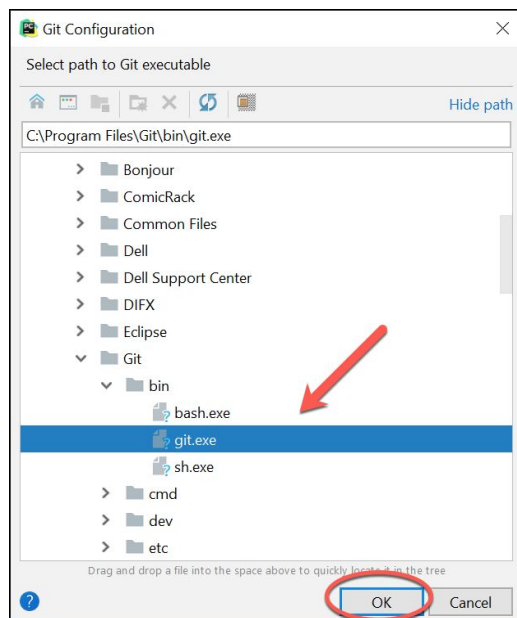 PC
Git Configuration
Select path to Git executable
Hide path
C:\Program Files\Git\bin\git.exe
Bonjour
ComicRack
Common Files
Dell
Dell Support Center
DIFX
Eclipse
Git
bin
bash.exe
git.exe
sh.exe
cmd
dev
etc
Drag and drop a file into the space above to quickly locate it in the tree
?
OK
Cancel